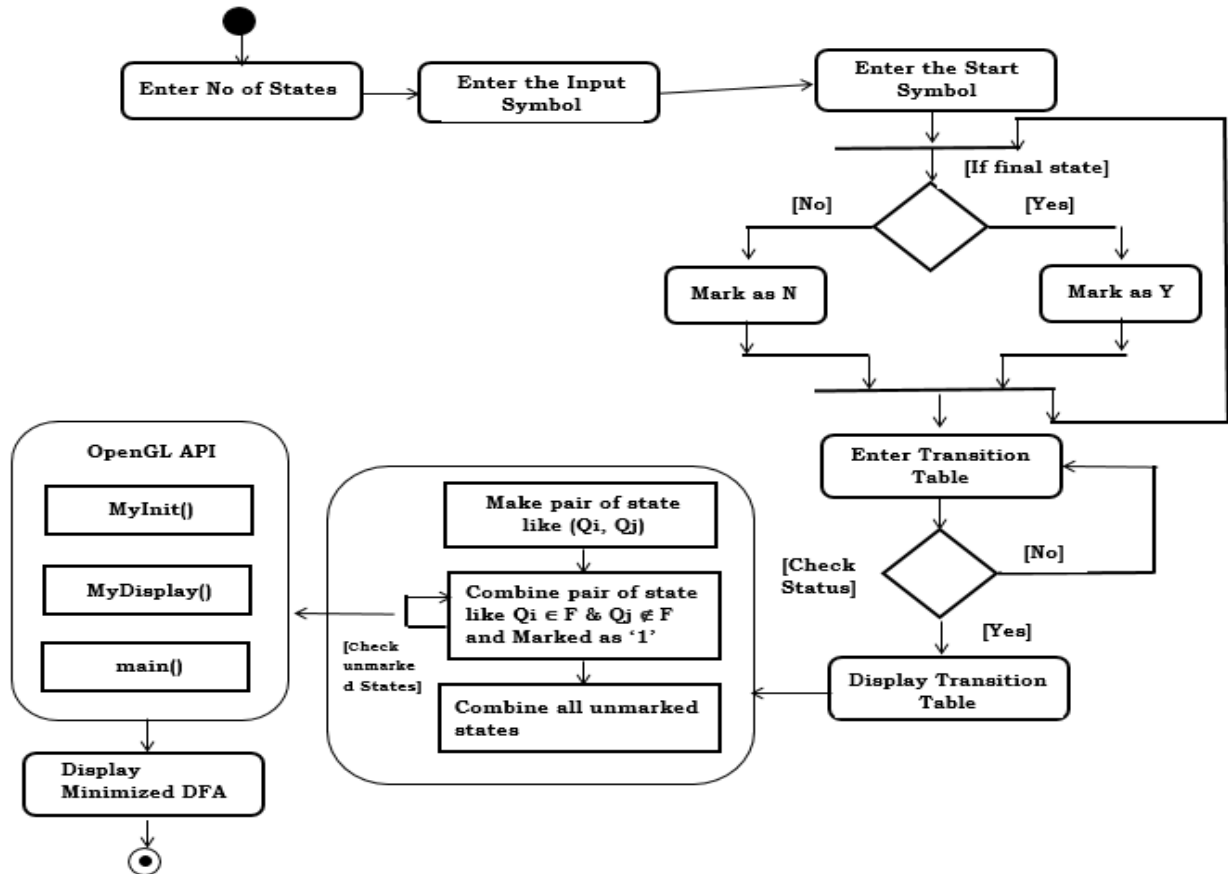 Enter No of States
Enter the Input
Symbol
Enter the Start
Symbol
[If final state]
[No]
[Yes]
Mark as N
Mark as Y
Enter Transition
Table
[Check
Status]
[No]
[Yes]
Display Transition
Table
Make pair of state
like (Qi, Qj)
Combine pair of state
like Qi ∈ F & Qj ∉ F
and Marked as ‘1’
[Check
unmarke
d States]
Combine all unmarked
states
OpenGL API
MyInit()
MyDisplay()
main()
Display
Minimized DFA